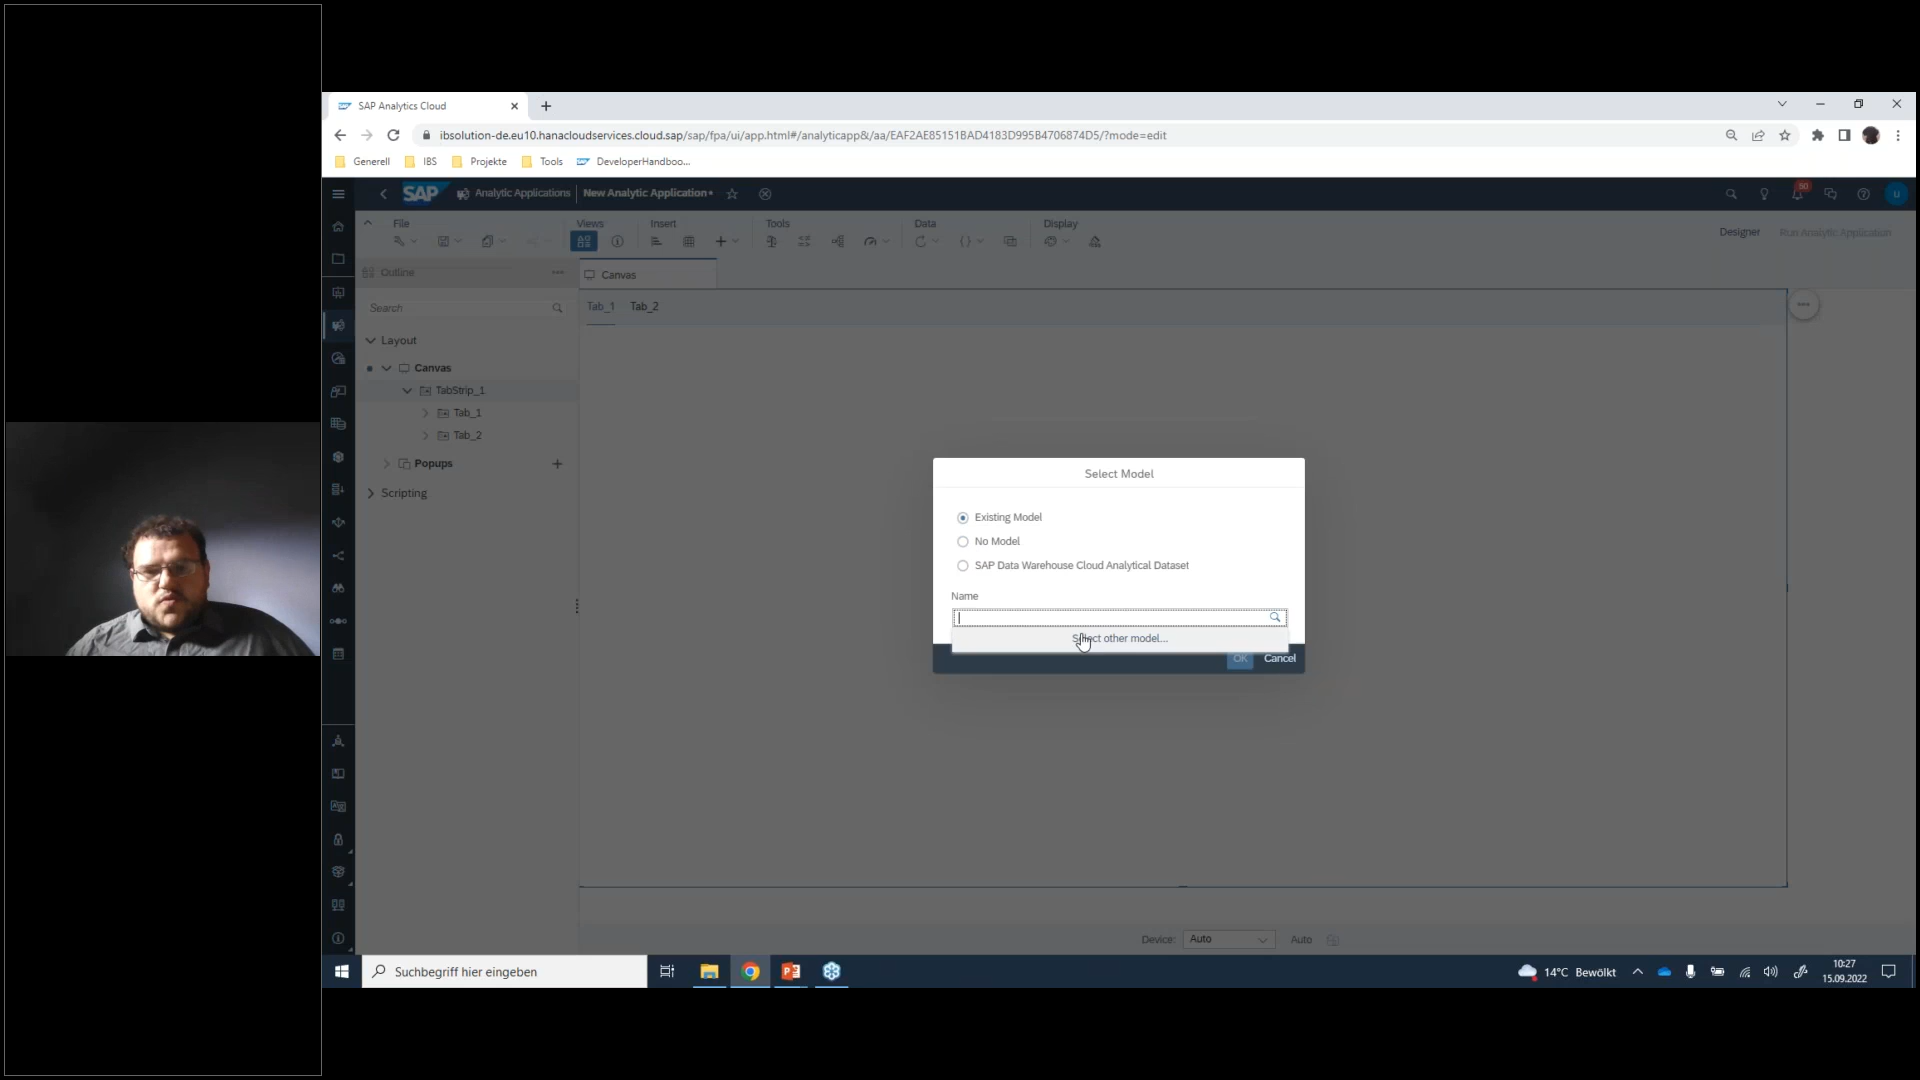 SAP Analytics Cloud
ibsolution-de.eu10.hanacloudservices.cloud.sap/sap/fpa/ui/app.html#/analyticapp&/aa/EAF2AE85151BAD4183D995B4706874D5/?mode=edit
Generell IBS Projekte Tools DeveloperHandboo...
SAP Analytic Applications New Analytic Application•
File Views Insert Tools Data Display
Designer Run Analytic Application
Outline
Canvas
Search
Tab_1 Tab_2
Layout
Canvas
TabStrip_1
Tab_1
Tab_2
Popups
Scripting
Select Model
Existing Model
No Model
SAP Data Warehouse Cloud Analytical Dataset
Name
Select other model...
OK Cancel
Device: Auto Auto
Suchbegriff hier eingeben
14°C Bewölkt
10:27
15.09.2022